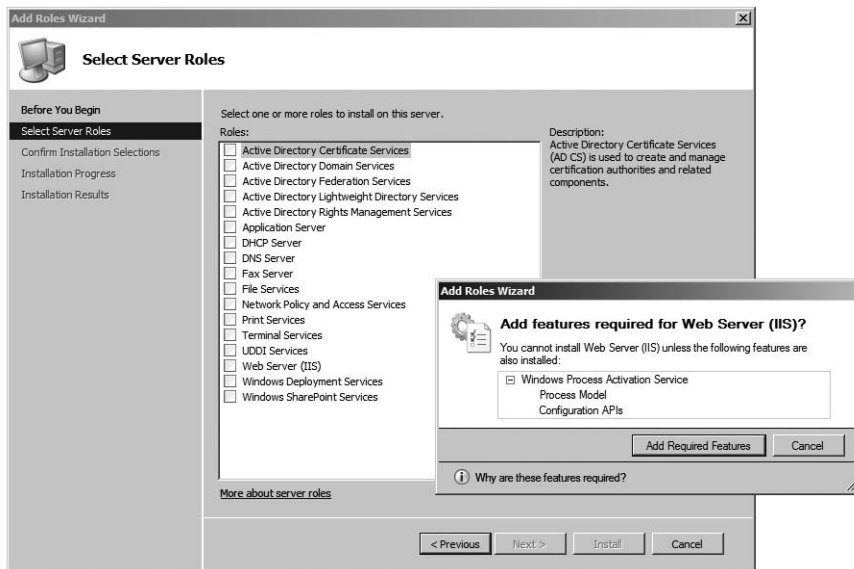 Add Roles Wizard
Select Server Roles
Before You Begin
Select Server Roles
Confirm Installation Selections
Installation Progress
Installation Results
Select one or more roles to install on this server.
Roles:
Active Directory Certificate Services
Active Directory Domain Services
Active Directory Federation Services
Active Directory Lightweight Directory Services
Active Directory Rights Management Services
Application Server
DHCP Server
DNS Server
Fax Server
File Services
Network Policy and Access Services
Print Services
Terminal Services
UDDI Services
Web Server (IIS)
Windows Deployment Services
Windows SharePoint Services
More about server roles
Description:
Active Directory Certificate Services
(AD CS) is used to create and manage
certification authorities and related
components.
Add Roles Wizard
Add features required for Web Server (IIS)?
You cannot install Web Server (IIS) unless the following features are
also installed:
Windows Process Activation Service
Process Model
Configuration APIs
Add Required Features
Cancel
Why are these features required?
< Previous
Next >
Install
Cancel